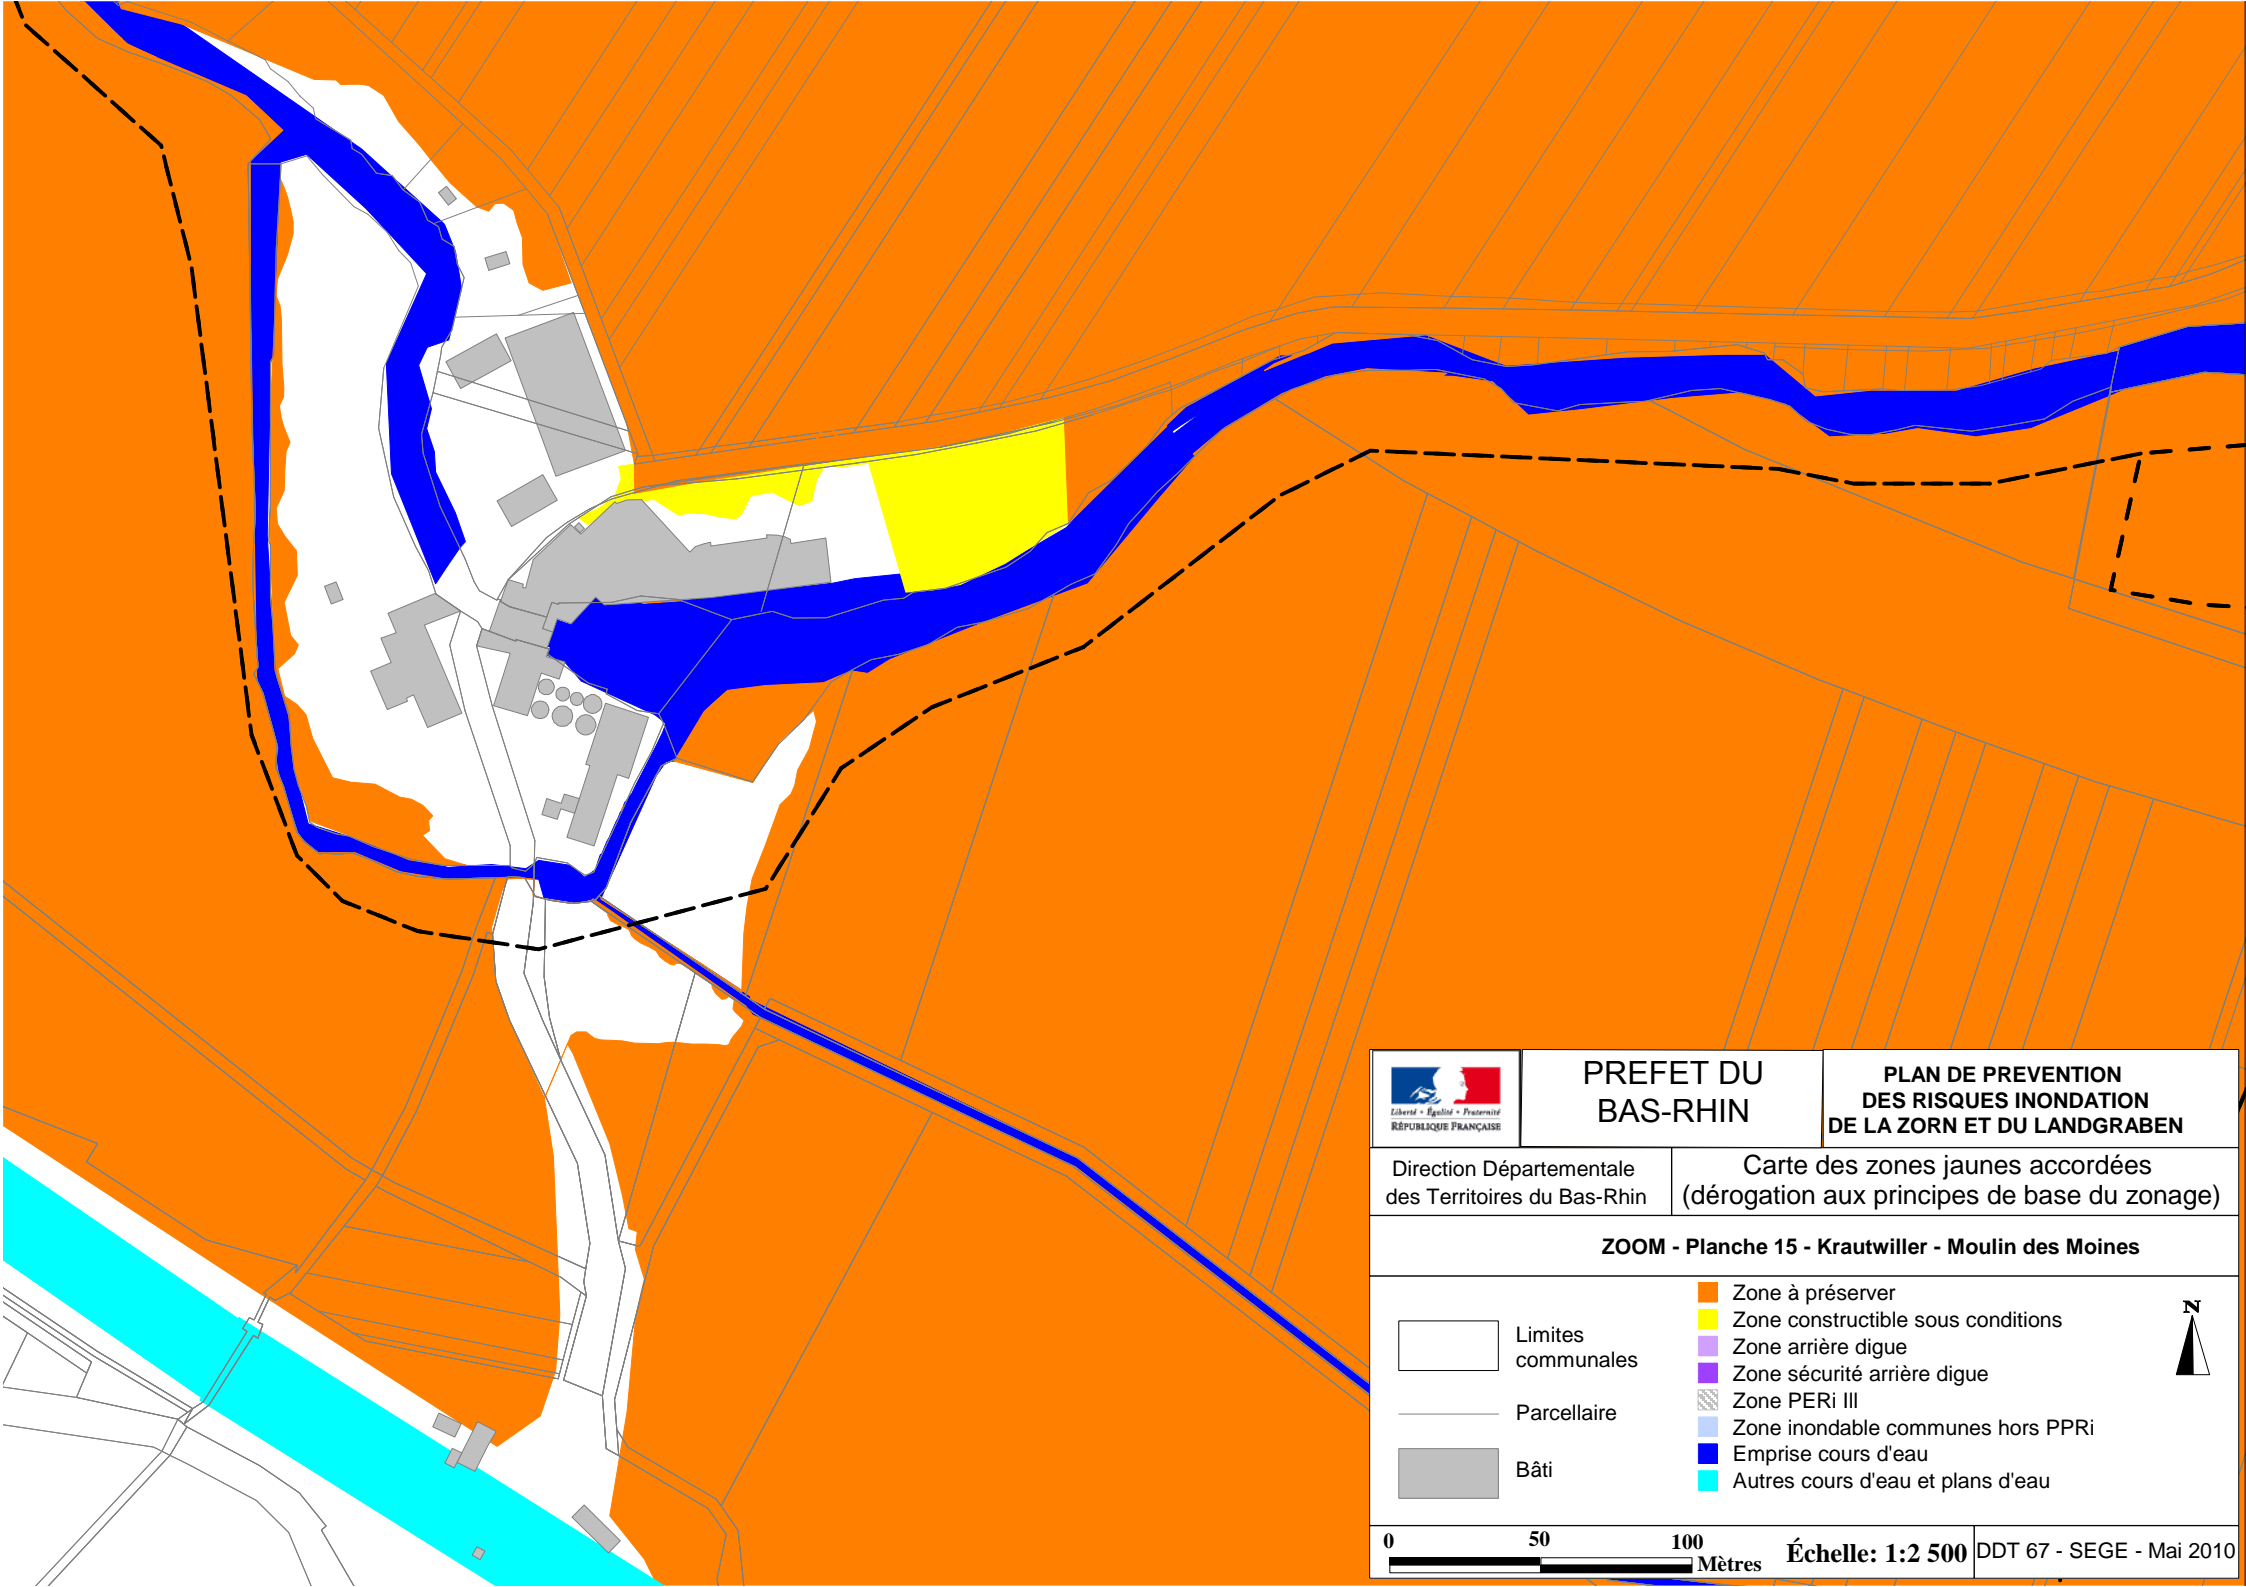 Liberté • Égalité • Fraternité
RÉPUBLIQUE FRANÇAISE
PREFET DU
BAS-RHIN
PLAN DE PREVENTION
DES RISQUES INONDATION
DE LA ZORN ET DU LANDGRABEN
Direction Départementale
des Territoires du Bas-Rhin
Carte des zones jaunes accordées
(dérogation aux principes de base du zonage)
ZOOM - Planche 15 - Krautwiller - Moulin des Moines
Limites
communales
Parcellaire
Bâti
Zone à préserver
Zone constructible sous conditions
Zone arrière digue
Zone sécurité arrière digue
Zone PERi III
Zone inondable communes hors PPRi
Emprise cours d'eau
Autres cours d'eau et plans d'eau
N
0 50 100
Mètres
Échelle: 1:2 500
DDT 67 - SEGE - Mai 2010